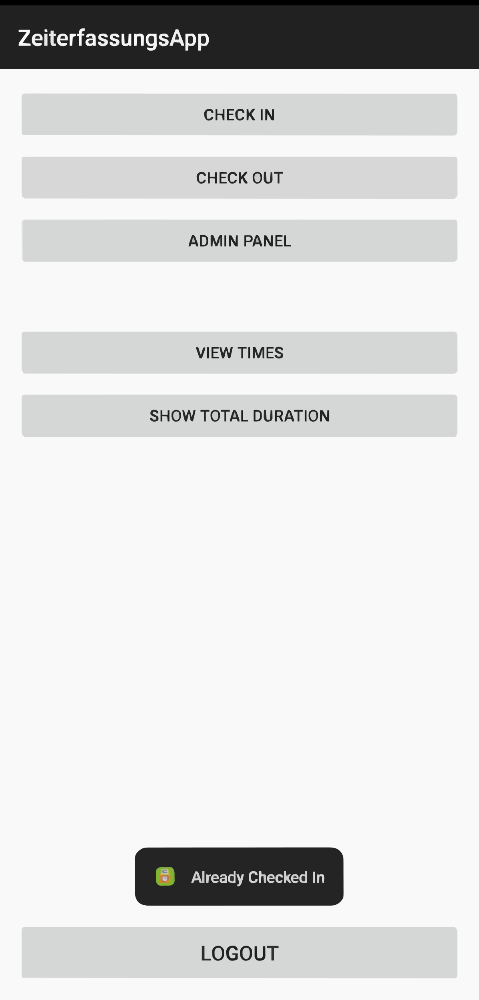 ZeiterfassungsApp
CHECK IN
CHECK OUT
ADMIN PANEL
VIEW TIMES
SHOW TOTAL DURATION
Already Checked In
LOGOUT